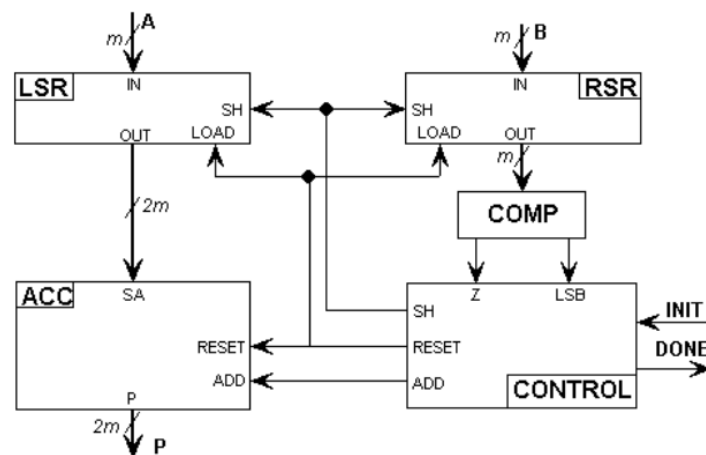 m A
m B
LSR
IN
IN
RSR
SH
SH
OUT LOAD
LOAD OUT
m
2m
COMP
ACC
SA
Z LSB
SH
INIT
RESET
RESET
DONE
ADD
ADD
CONTROL
P
2m
P